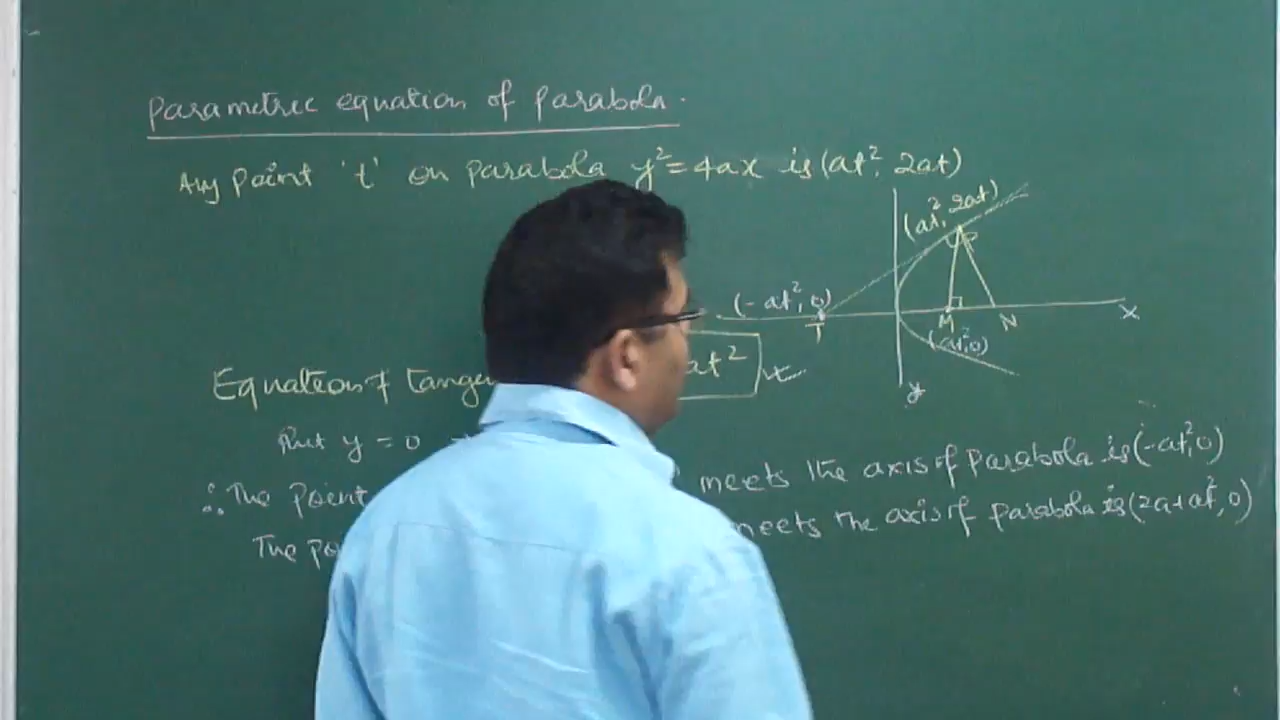 Parametric equation of parabola.
Any point 't' on parabola y² = 4ax is (at², 2at)
(at², 2at)
P
(-at², 0)
T
M
N
X
(at², 0)
y
Equation of
at²
Put y = 0
∴ The point
meets the axis of parabola is (-at², 0)
The
meets the axis of parabola is (2a+at², 0)